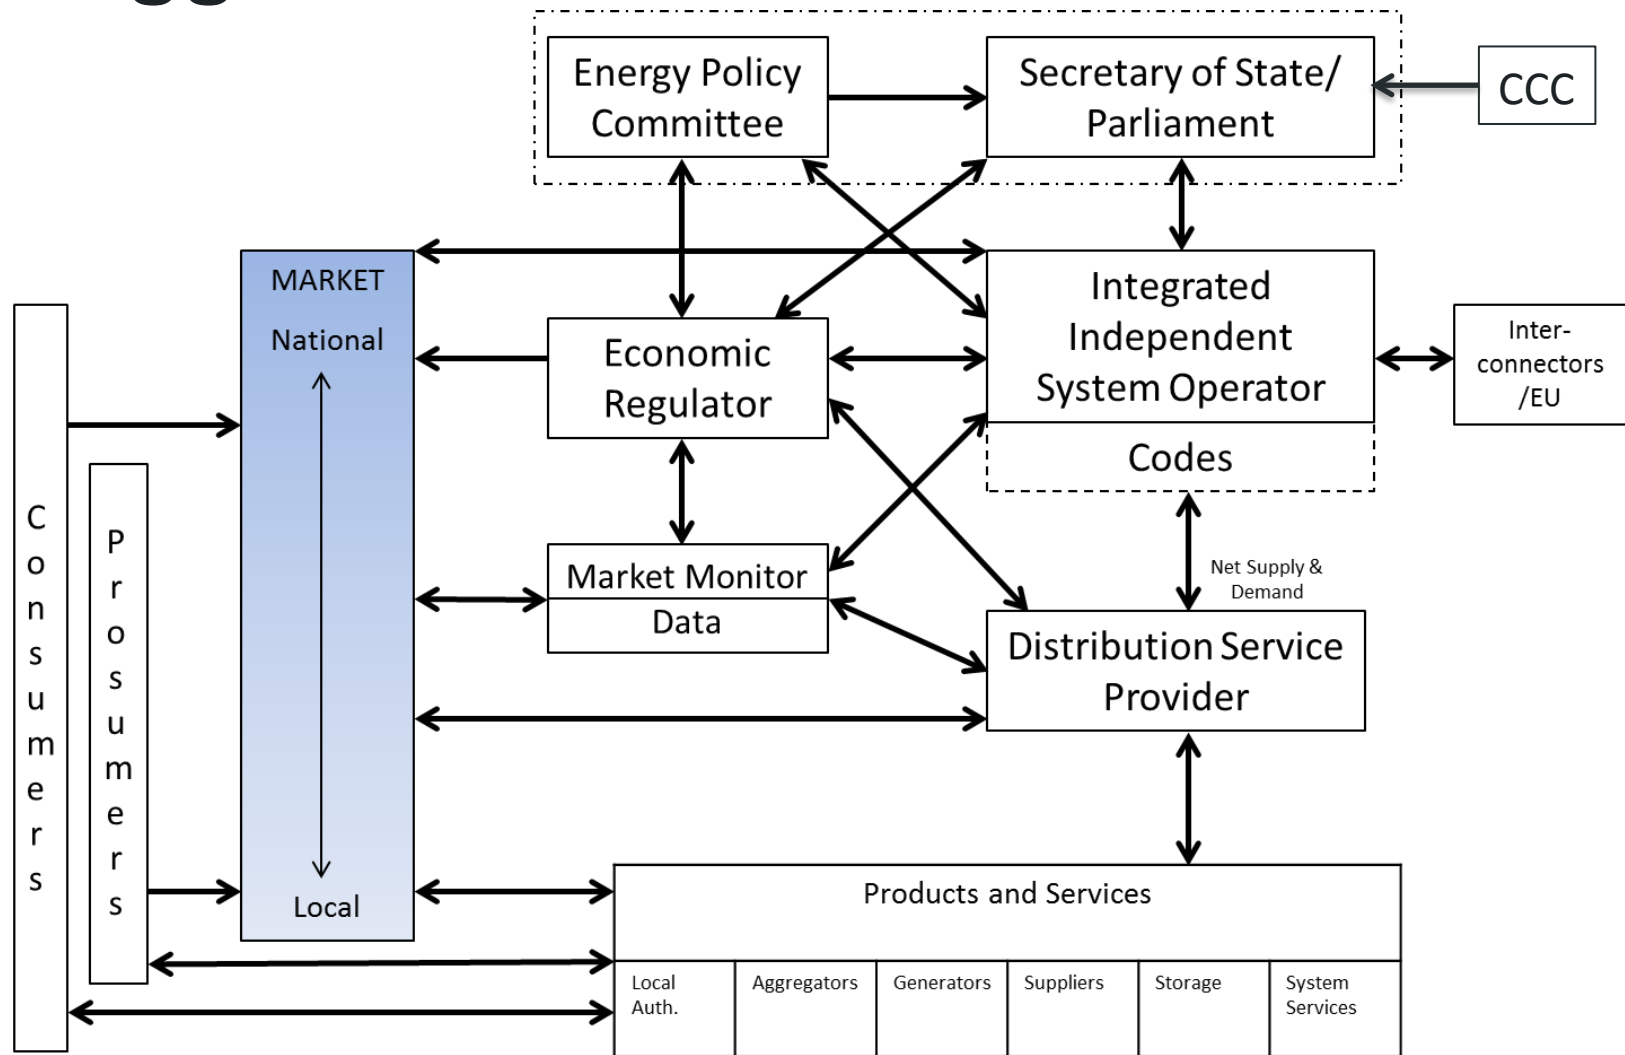 Energy Policy
Committee
Secretary of State/
Parliament
CCC
MARKET
National
Local
Integrated
Independent
System Operator
Codes
Inter-
connectors
/EU
Economic
Regulator
Consumers
Prosumers
Market Monitor
Data
Net Supply &
Demand
Distribution Service
Provider
Products and Services
Local
Auth.
Aggregators
Generators
Suppliers
Storage
System
Services